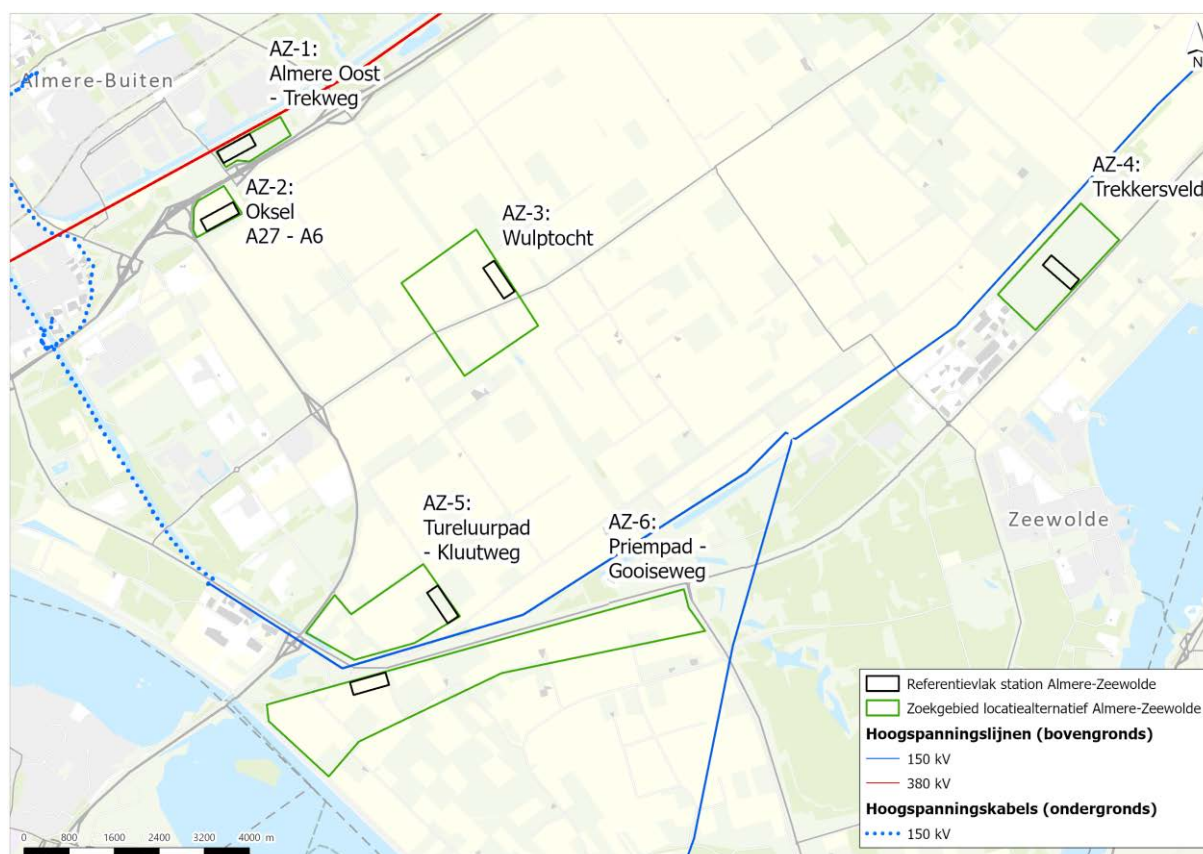 AZ-1:
Almere Oost
- Trekweg
Almere-Buiten
N
AZ-2:
Oksel
A27 - A6
AZ-3:
Wulptocht
AZ-4:
Trekkersveld
AZ-5:
Tureluurpad
- Kluutweg
AZ-6:
Priempad -
Gooiseweg
Zeewolde
Referentievlak station Almere-Zeewolde
Zoekgebied locatiealternatief Almere-Zeewolde
Hoogspanningslijnen (bovengronds)
150 kV
380 kV
Hoogspanningskabels (ondergronds)
150 kV
0 800 1600 2400 3200 4000 m